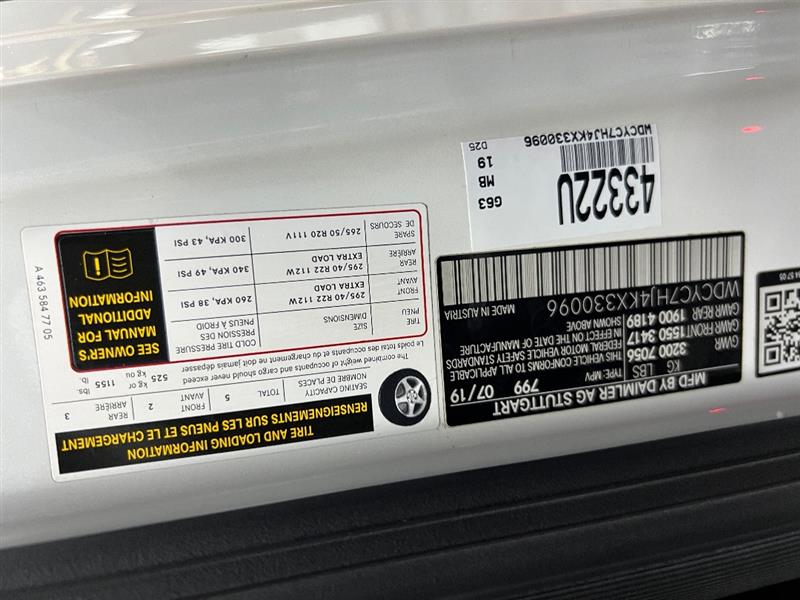 43322U
G63 MB 19 D25
WDCYC7HJ4KX330096
MFD BY DAIMLER AG STUTTGART
799 07/19
TYPE: MPV
KG LBS
GVWR 3200 7056
GAWR FRONT 1550 3417
GAWR REAR 1900 4189
THIS VEHICLE CONFORMS TO ALL APPLICABLE
FEDERAL MOTOR VEHICLE SAFETY STANDARDS
IN EFFECT ON THE DATE OF MANUFACTURE
SHOWN ABOVE
MADE IN AUSTRIA
WDCYC7HJ4KX330096
TIRE AND LOADING INFORMATION
RENSEIGNEMENTS SUR LES PNEUS ET LE CHARGEMENT
SEATING CAPACITY
NOMBRE DE PLACES
TOTAL 5
FRONT
AVANT 2
REAR
ARRIÈRE 3
The combined weight of occupants and cargo should never exceed
Le poids total des occupants et du chargement ne doit jamais dépasser
525 kg or
kg ou 1155 lbs.
lb.
TIRE
PNEU
SIZE
DIMENSIONS
COLD TIRE PRESSURE
PRESSION DES
PNEUS À FROID
FRONT
AVANT
295/40 R22 112W
EXTRA LOAD
260 KPA, 38 PSI
REAR
ARRIÈRE
295/40 R22 112W
EXTRA LOAD
340 KPA, 49 PSI
SPARE
DE SECOURS
265/50 R20 111V
300 KPA, 43 PSI
SEE OWNER'S
MANUAL FOR
ADDITIONAL
INFORMATION
A 463 584 77 05